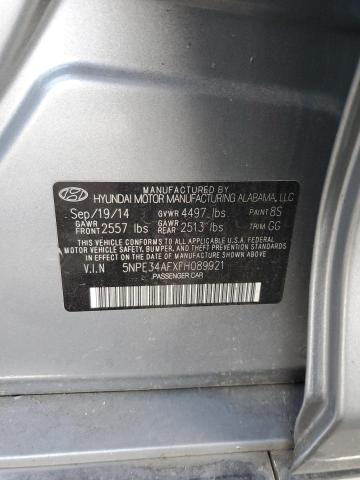 MANUFACTURED BY
HYUNDAI MOTOR MANUFACTURING ALABAMA, LLC
Sep/19/14 GVWR 4497 lbs PAINT 8S
GAWR FRONT 2557 lbs GAWR REAR 2513 lbs TRIM GG
THIS VEHICLE CONFORMS TO ALL APPLICABLE U.S.A. FEDERAL
MOTOR VEHICLE SAFETY, BUMPER, AND THEFT PREVENTION STANDARDS
IN EFFECT ON THE DATE OF MANUFACTURE SHOWN ABOVE.
V.I.N 5NPE34AFXFH089921
PASSENGER CAR